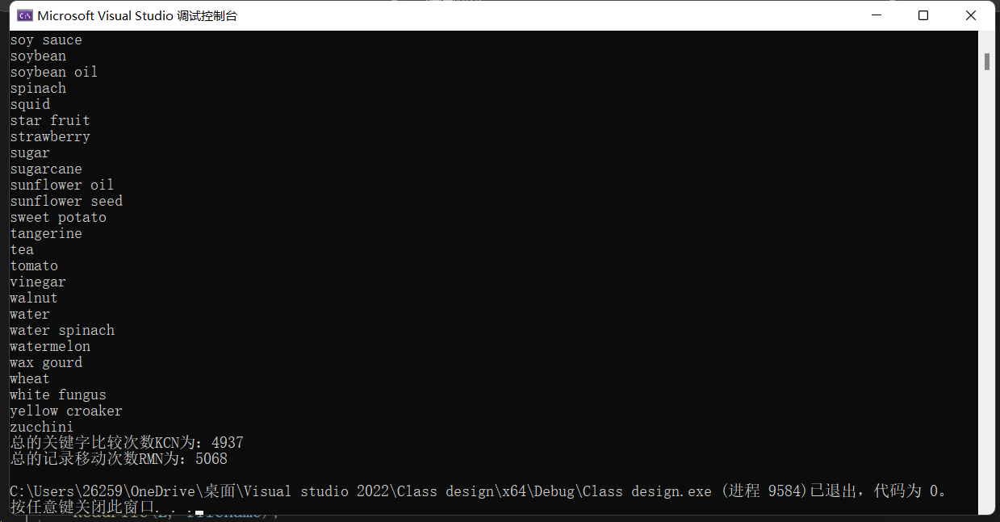 Microsoft Visual Studio 调试控制台
soy sauce
soybean
soybean oil
spinach
squid
star fruit
strawberry
sugar
sugarcane
sunflower oil
sunflower seed
sweet potato
tangerine
tea
tomato
vinegar
walnut
water
water spinach
watermelon
wax gourd
wheat
white fungus
yellow croaker
zucchini
总的关键字比较次数KCN为: 4937
总的记录移动次数RMN为: 5068
C:\Users\26259\OneDrive\桌面\Visual studio 2022\Class design\x64\Debug\Class design.exe (进程 9584)已退出，代码为 0。
按任意键关闭此窗口. . .